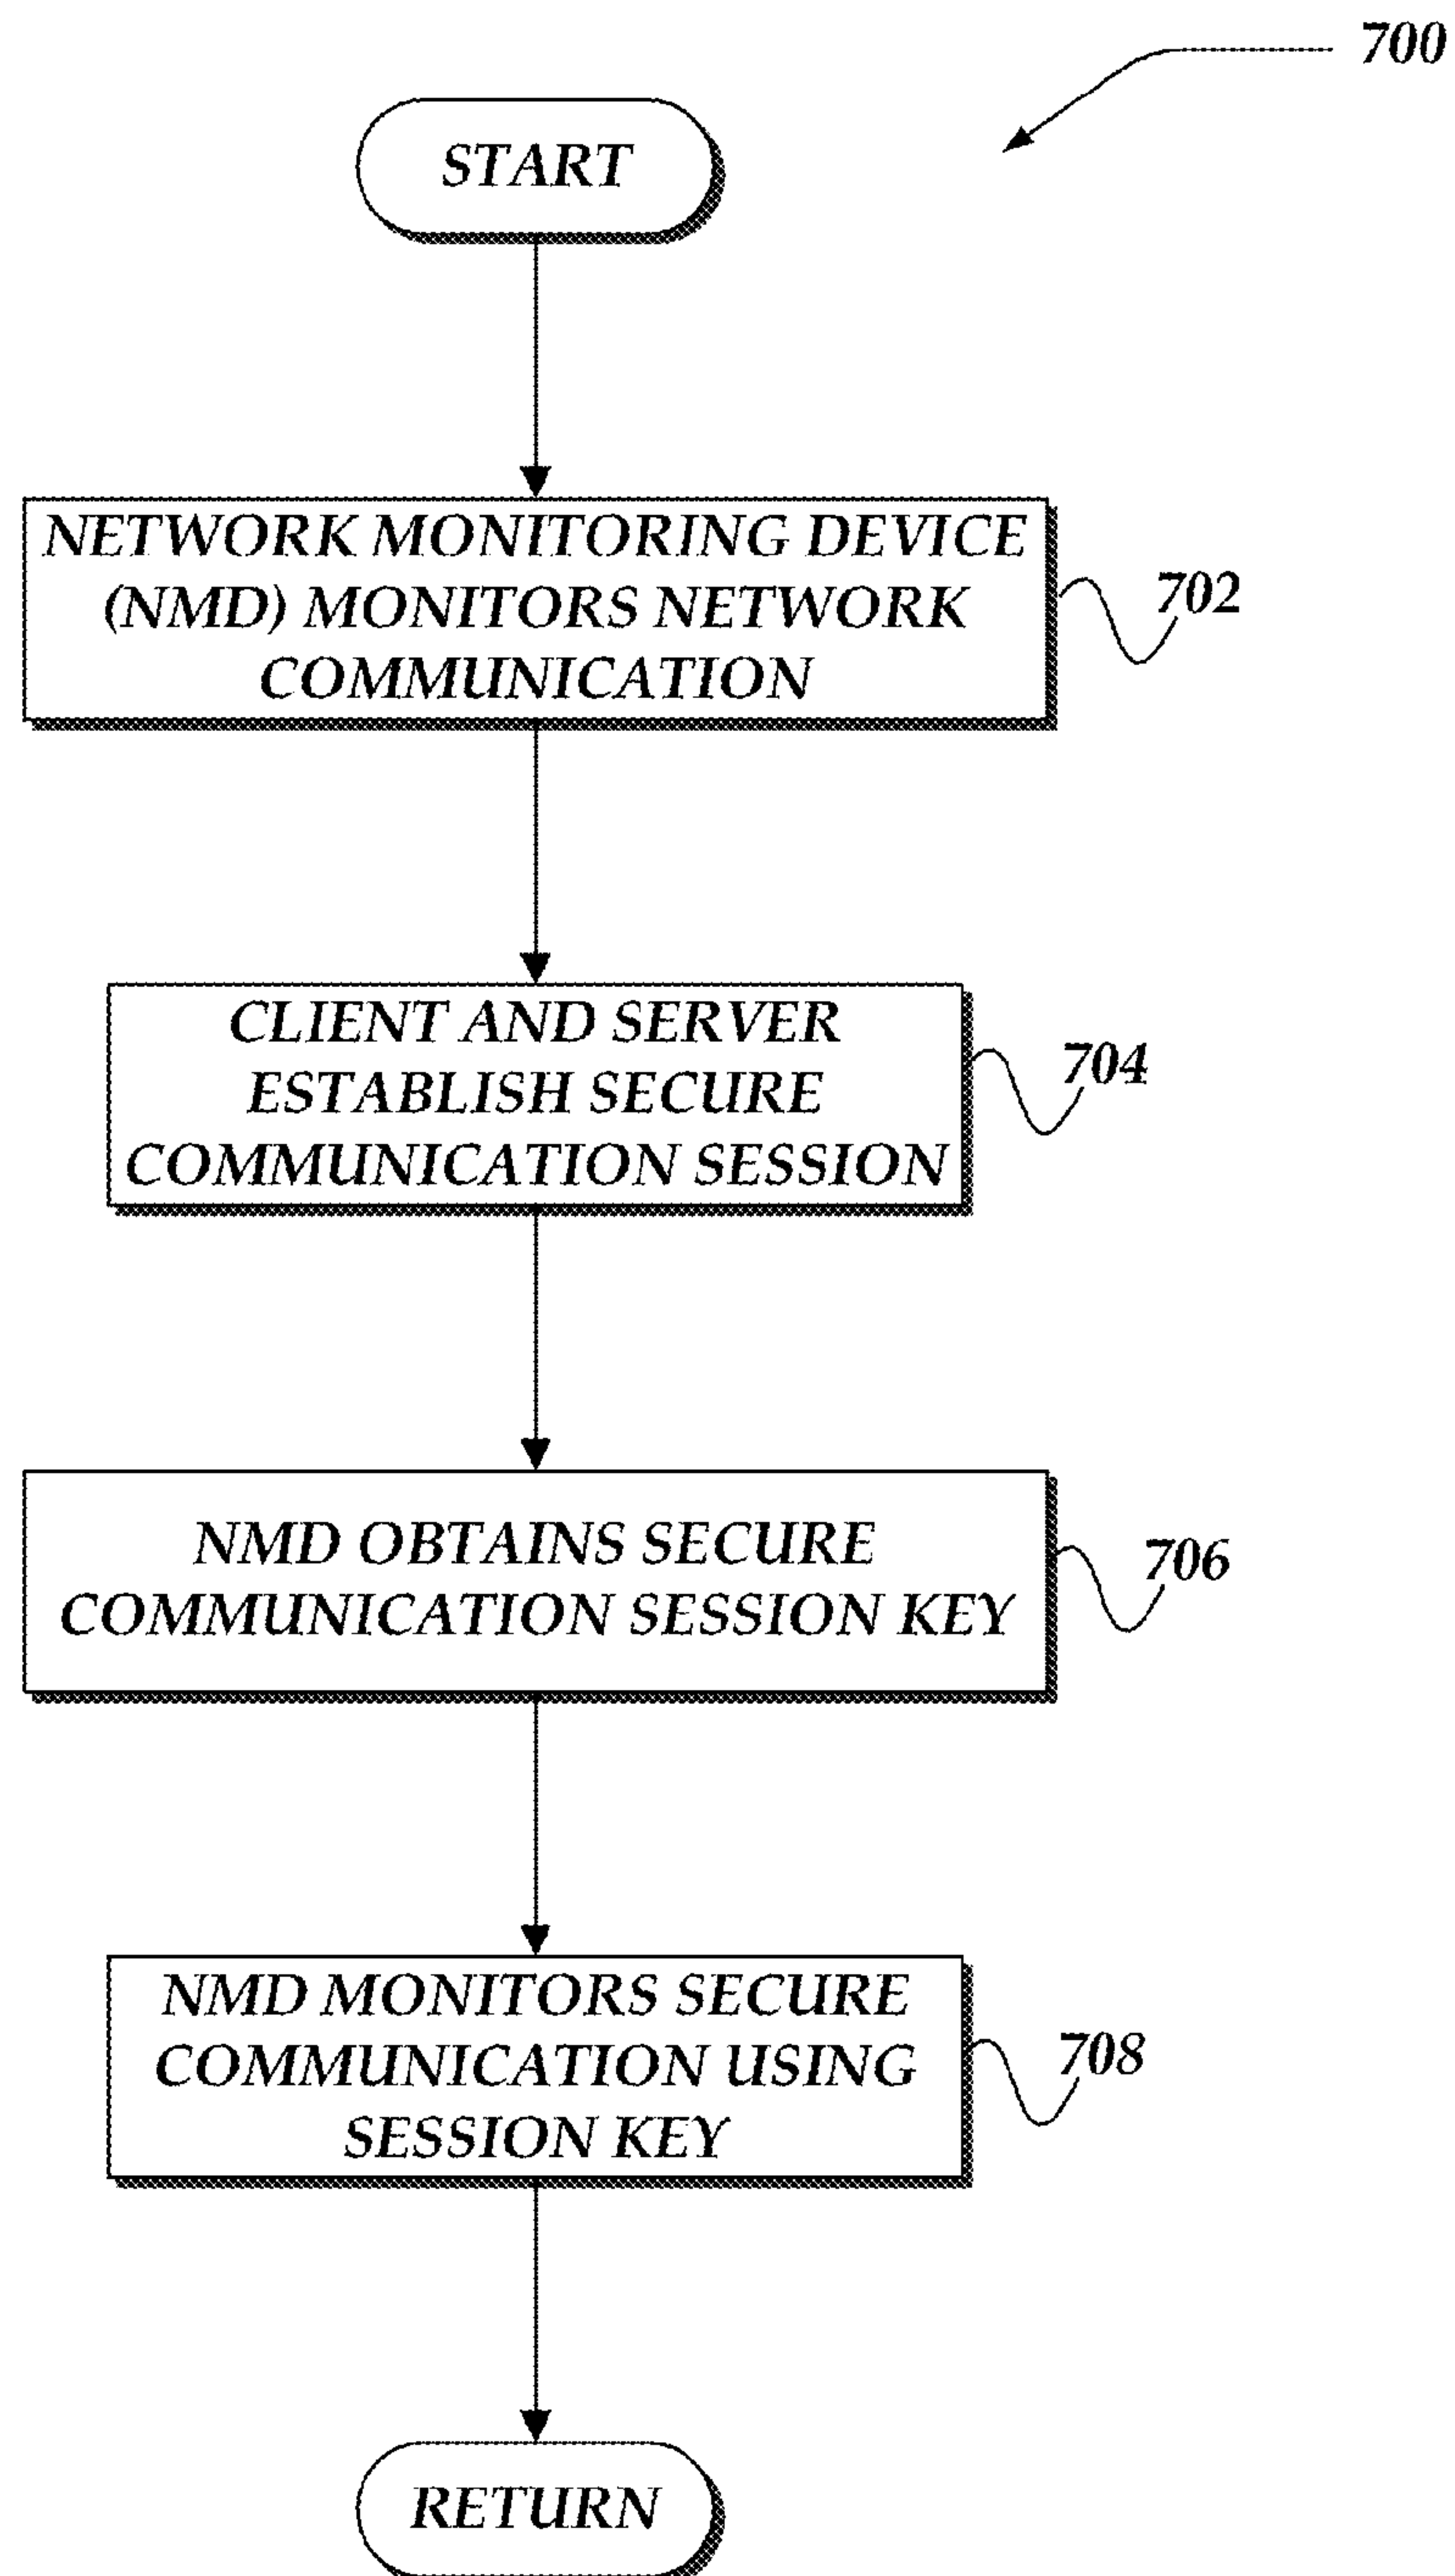 700
START
NETWORK MONITORING DEVICE
(NMD) MONITORS NETWORK
COMMUNICATION
702
CLIENT AND SERVER
ESTABLISH SECURE
COMMUNICATION SESSION
704
NMD OBTAINS SECURE
COMMUNICATION SESSION KEY
706
NMD MONITORS SECURE
COMMUNICATION USING
SESSION KEY
708
RETURN